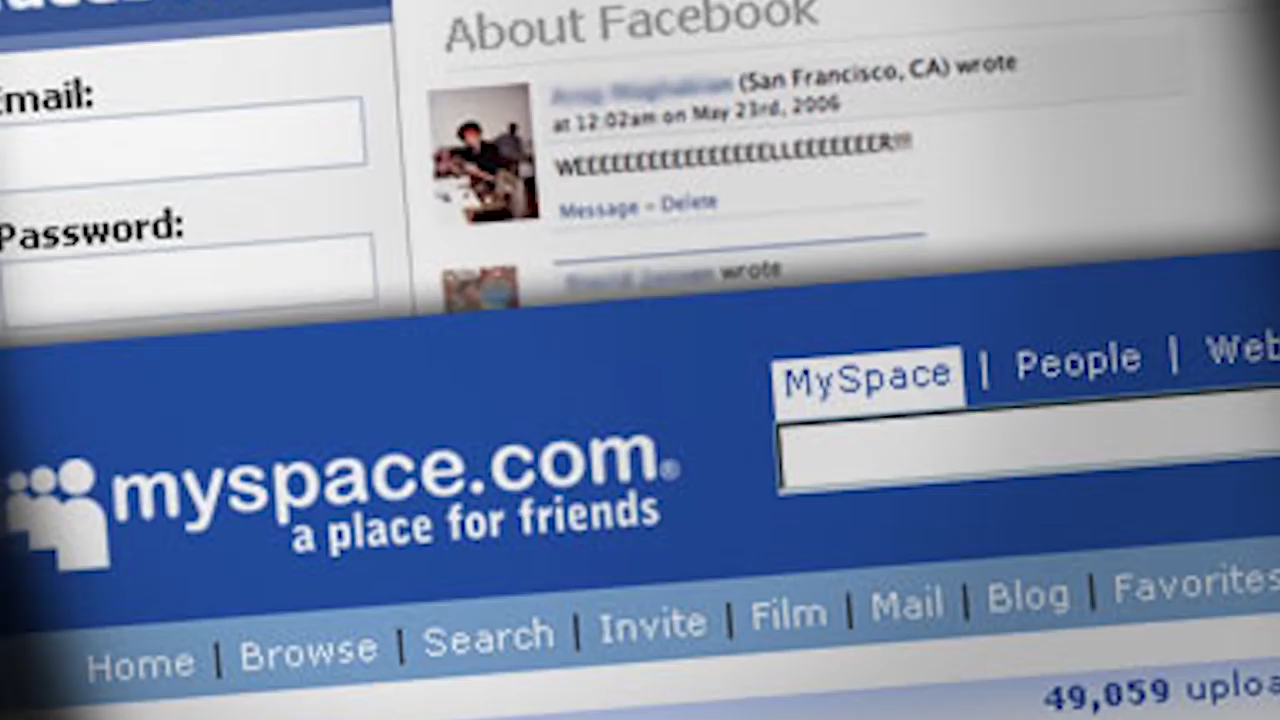 About Facebook
Email:
(San Francisco, CA) wrote
at 12:02am on May 23rd, 2006
WEEEEEEEEEEEEEEEEELLEEEEEEER!!!
Message - Delete
Password:
wrote
MySpace | People | Web
myspace.com®
a place for friends
Home | Browse | Search | Invite | Film | Mail | Blog | Favorites
49,059 uploa